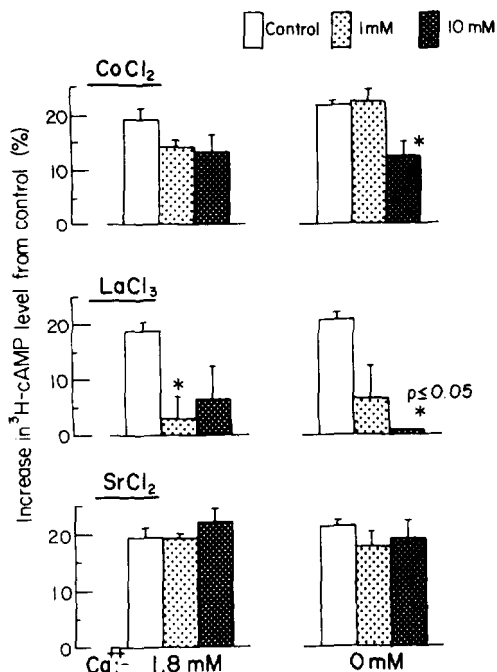 Control 1mM 10 mM
CoCl₂
20
10
0
*
LaCl₃
20
10
0
*
p≤0.05
*
SrCl₂
20
10
0
Increase in ³H-cAMP level from control (%)
Ca⁺⁺:- 1.8 mM 0 mM